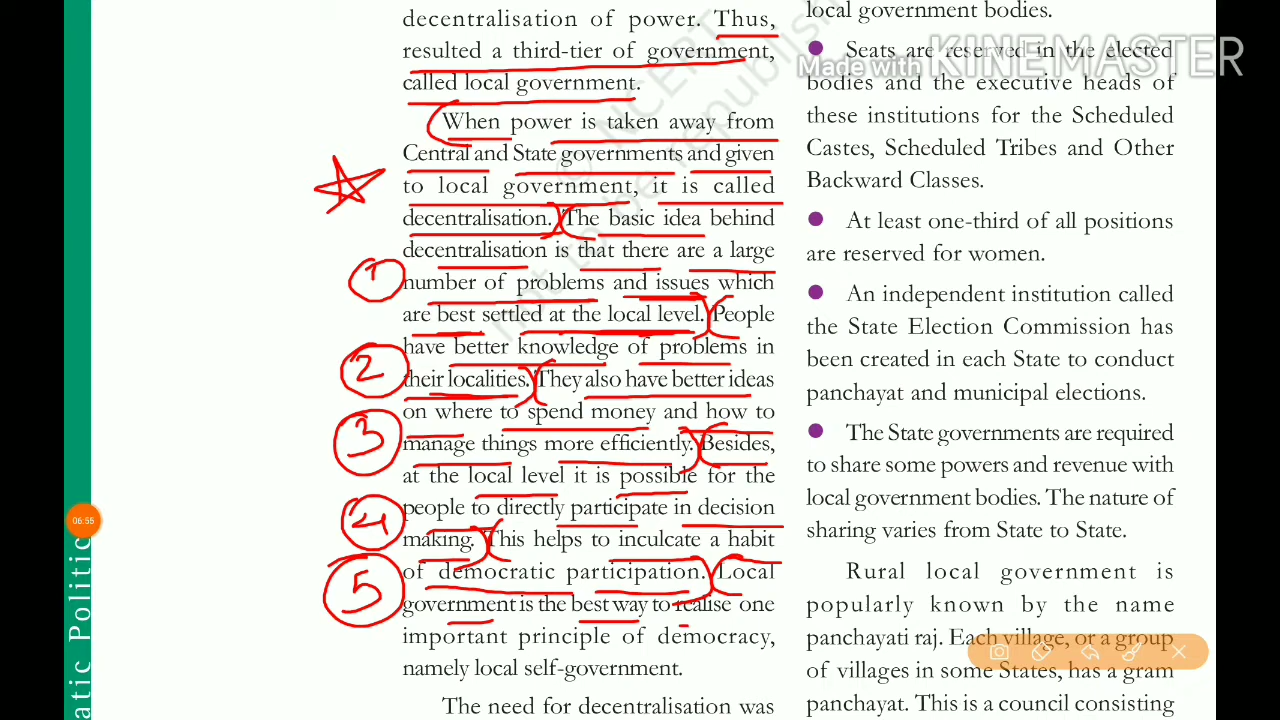 decentralisation of power. Thus,
resulted a third-tier of government,
called local government.
When power is taken away from
Central and State governments and given
to local government, it is called
decentralisation. The basic idea behind
decentralisation is that there are a large
number of problems and issues which
are best settled at the local level. People
have better knowledge of problems in
their localities. They also have better ideas
on where to spend money and how to
manage things more efficiently. Besides,
at the local level it is possible for the
people to directly participate in decision
making. This helps to inculcate a habit
of democratic participation. Local
government is the best way to realise one
important principle of democracy,
namely local self-government.
The need for decentralisation was
1
2
3
4
5
06:55
atic Politic
local government bodies.
● Seats are reserved in the elected
bodies and the executive heads of
these institutions for the Scheduled
Castes, Scheduled Tribes and Other
Backward Classes.
● At least one-third of all positions
are reserved for women.
● An independent institution called
the State Election Commission has
been created in each State to conduct
panchayat and municipal elections.
● The State governments are required
to share some powers and revenue with
local government bodies. The nature of
sharing varies from State to State.
Rural local government is
popularly known by the name
panchayati raj. Each village, or a group
of villages in some States, has a gram
panchayat. This is a council consisting
Made with KINEMASTER
© NCERT
not to be republish